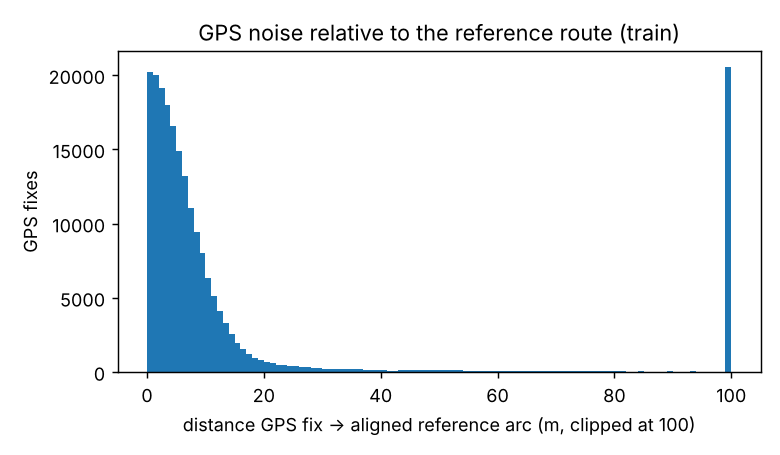 GPS noise relative to the reference route (train)
GPS fixes
20000
15000
10000
5000
0
0 20 40 60 80 100
distance GPS fix → aligned reference arc (m, clipped at 100)